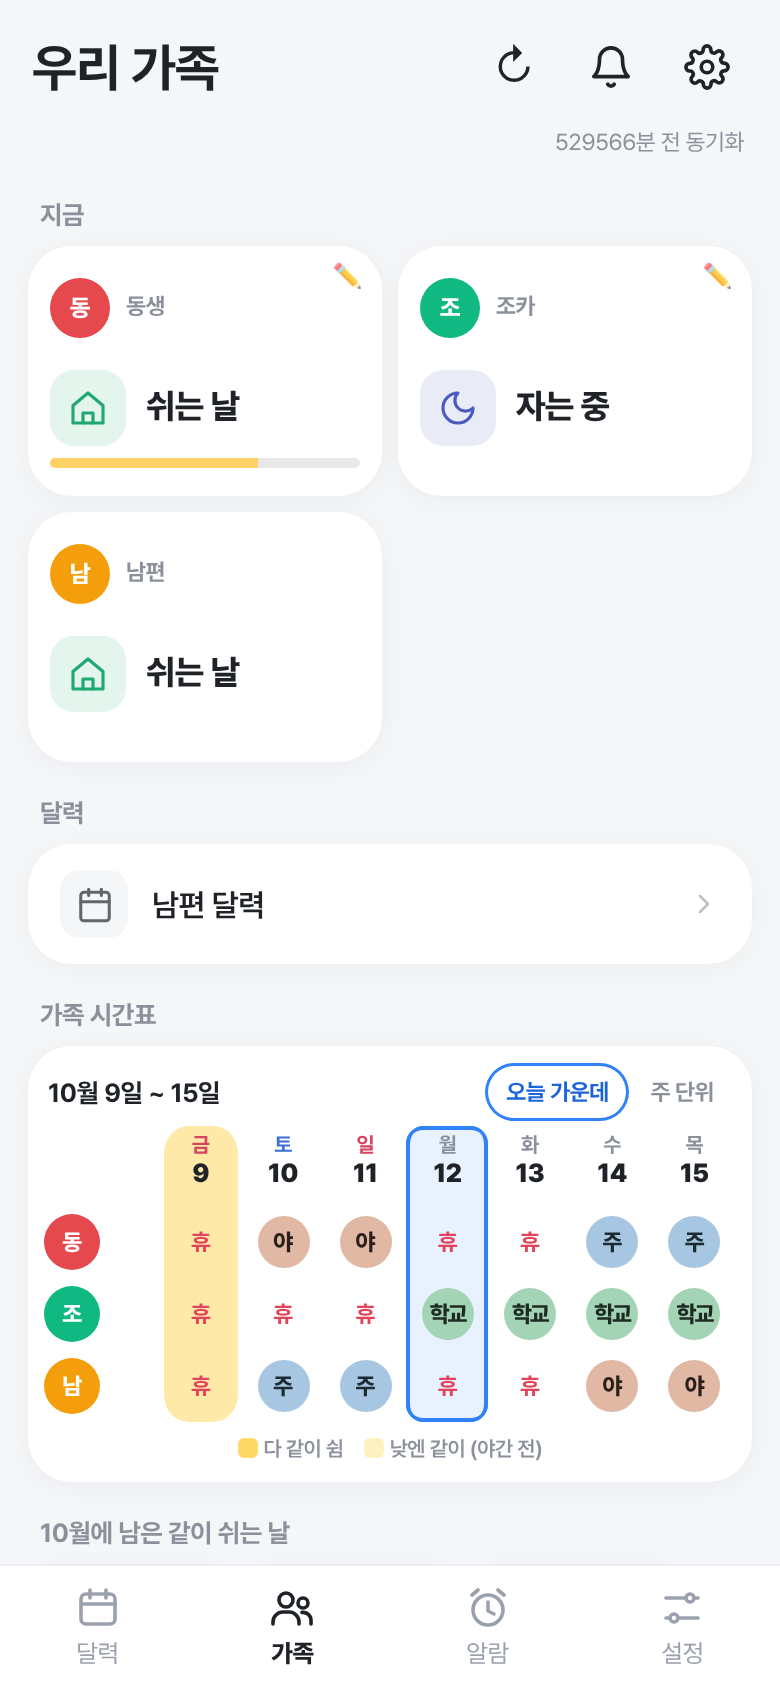 우리 가족
529566분 전 동기화
지금
동 동생
쉬는 날
조 조카
자는 중
남 남편
쉬는 날
달력
남편 달력
가족 시간표
10월 9일 ~ 15일 오늘 가운데 주 단위
금 토 일 월 화 수 목
9 10 11 12 13 14 15
동 휴 야 야 휴 휴 주 주
조 휴 휴 휴 학교 학교 학교 학교
남 휴 주 주 휴 휴 야 야
다 같이 쉼 낮엔 같이 (야간 전)
10월에 남은 같이 쉬는 날
달력 가족 알람 설정